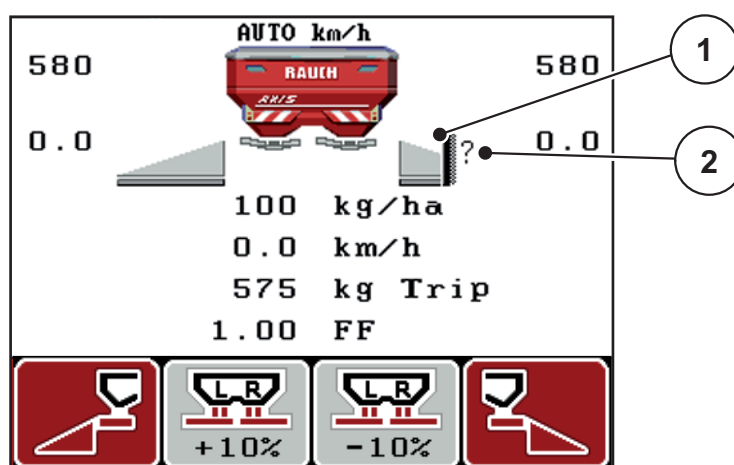 AUTO km/h
580 580
RAUCH
AXIS
0.0 ? 0.0
1
2
100 kg/ha
0.0 km/h
575 kg Trip
1.00 FF
L R L R
+10% -10%